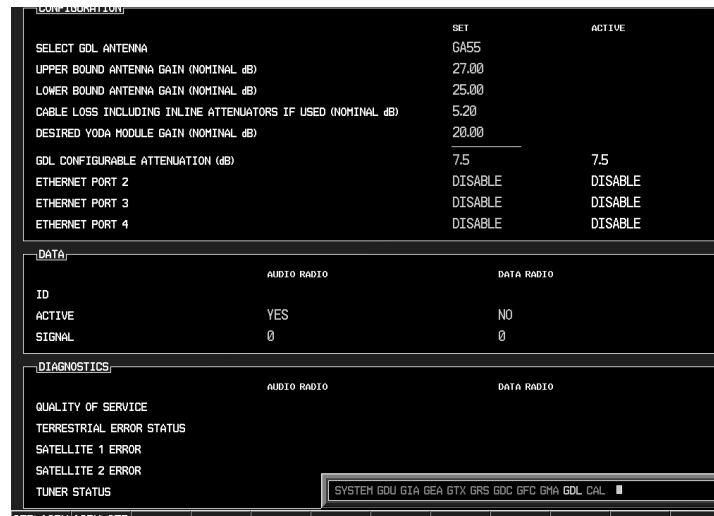 CONFIGURATION
SET ACTIVE
SELECT GDL ANTENNA GA55
UPPER BOUND ANTENNA GAIN (NOMINAL dB) 27.00
LOWER BOUND ANTENNA GAIN (NOMINAL dB) 25.00
CABLE LOSS INCLUDING INLINE ATTENUATORS IF USED (NOMINAL dB) 5.20
DESIRED YODA MODULE GAIN (NOMINAL dB) 20.00
GDL CONFIGURABLE ATTENUATION (dB) 7.5 7.5
ETHERNET PORT 2 DISABLE DISABLE
ETHERNET PORT 3 DISABLE DISABLE
ETHERNET PORT 4 DISABLE DISABLE
DATA
AUDIO RADIO DATA RADIO
ID
ACTIVE YES NO
SIGNAL 0 0
DIAGNOSTICS
AUDIO RADIO DATA RADIO
QUALITY OF SERVICE
TERRESTRIAL ERROR STATUS
SATELLITE 1 ERROR
SATELLITE 2 ERROR
TUNER STATUS
SYSTEM GDU GIA GEA GTX GRS GDC GFC GMA GDL CAL